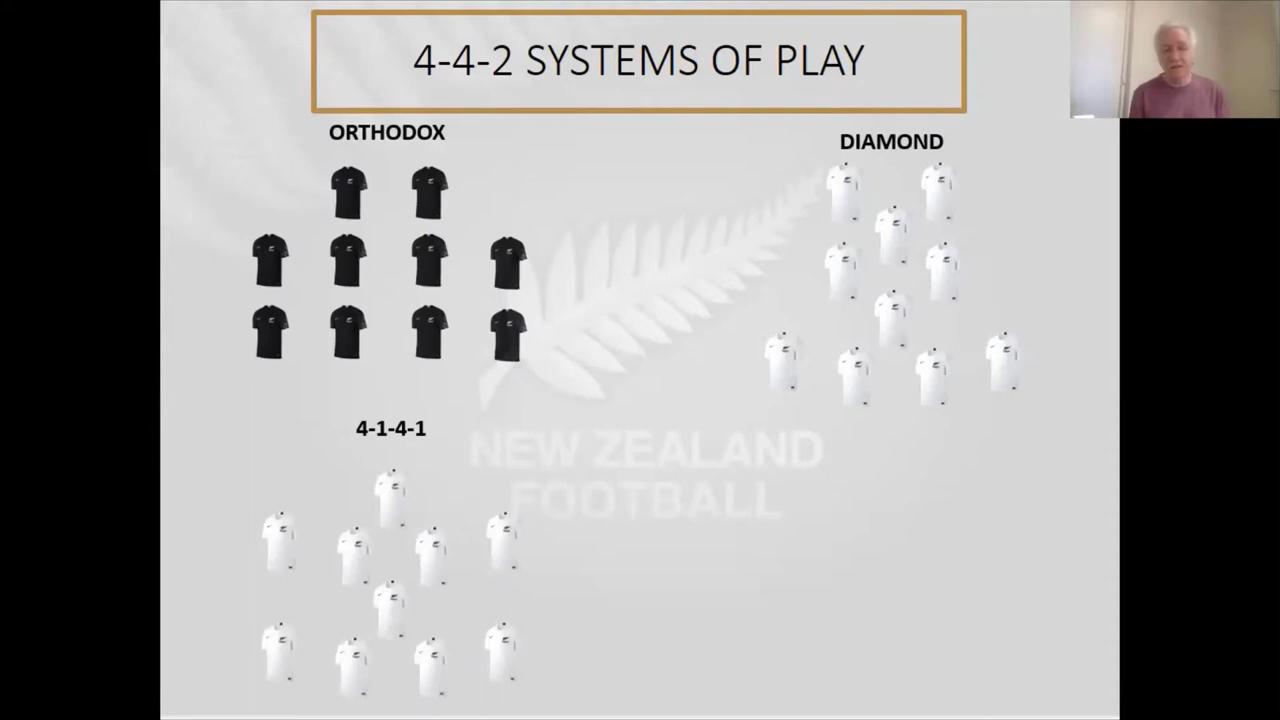 4-4-2 SYSTEMS OF PLAY
ORTHODOX
DIAMOND
4-1-4-1
NEW ZEALAND
FOOTBALL